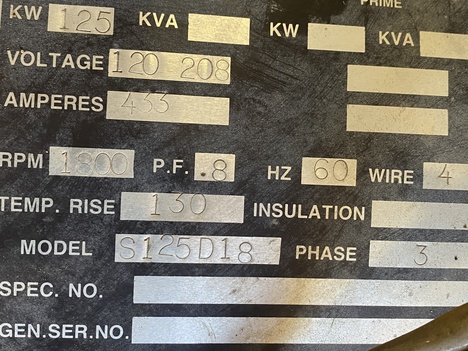 PRIME
KW 125 KVA KW KVA
VOLTAGE 120 208
AMPERES 433
RPM 1800 P.F. .8 HZ 60 WIRE 4
TEMP. RISE 130 INSULATION
MODEL S125D18 PHASE 3
SPEC. NO.
GEN.SER.NO.